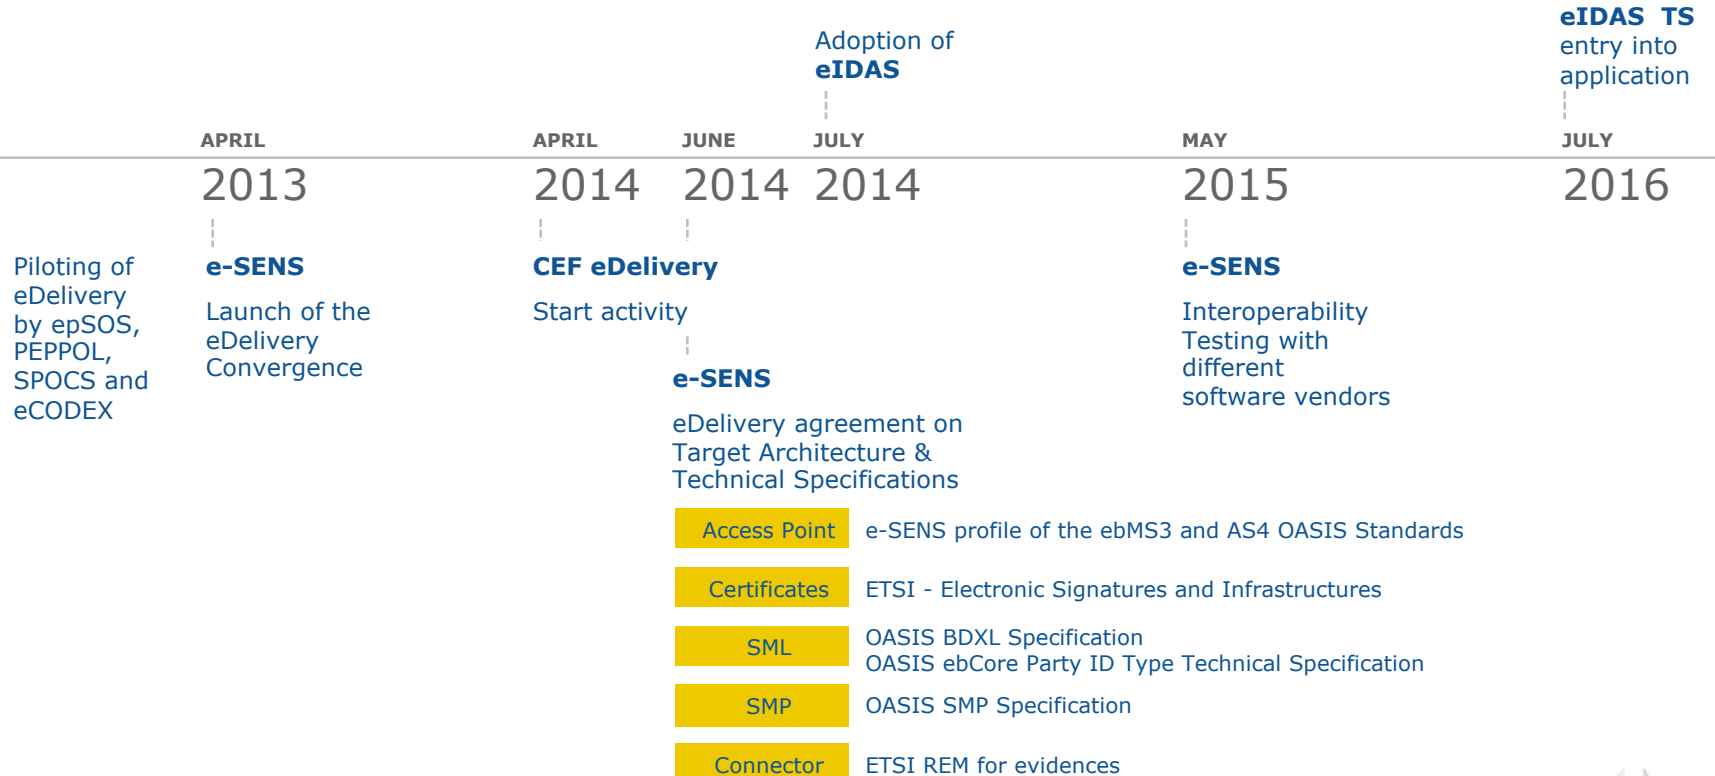 Adoption of
eIDAS
eIDAS TS
entry into
application
APRIL
APRIL
JUNE
JULY
MAY
JULY
2013
2014
2014
2014
2015
2016
Piloting of
eDelivery
by epSOS,
PEPPOL,
SPOCS and
eCODEX
e-SENS
Launch of the
eDelivery
Convergence
CEF eDelivery
Start activity
e-SENS
eDelivery agreement on
Target Architecture &
Technical Specifications
e-SENS
Interoperability
Testing with
different
software vendors
Access Point
e-SENS profile of the ebMS3 and AS4 OASIS Standards
Certificates
ETSI - Electronic Signatures and Infrastructures
SML
OASIS BDXL Specification
OASIS ebCore Party ID Type Technical Specification
SMP
OASIS SMP Specification
Connector
ETSI REM for evidences